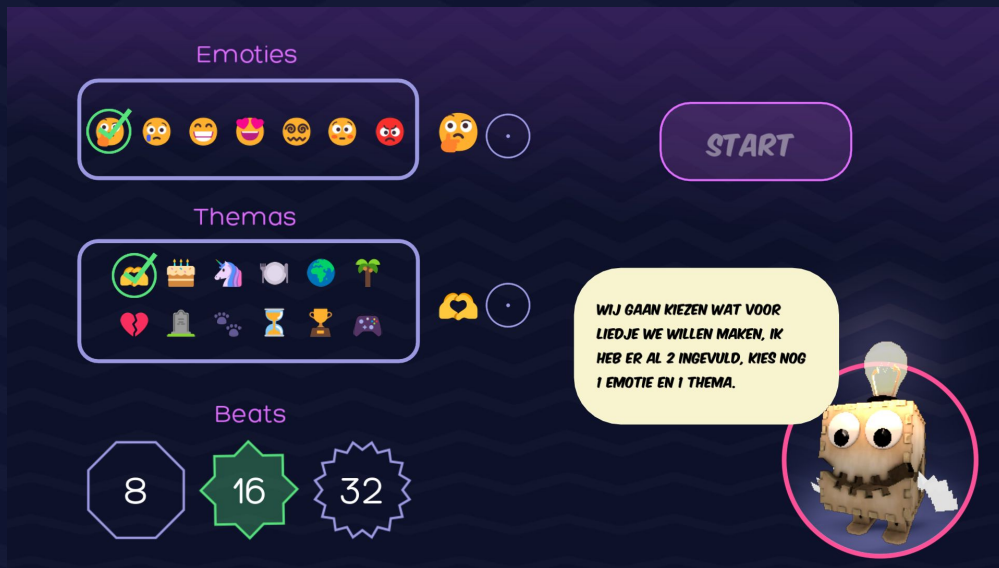 Emoties
START
Themas
WIJ GAAN KIEZEN WAT VOOR
LIEDJE WE WILLEN MAKEN, IK
HEB ER AL 2 INGEVULD, KIES NOG
1 EMOTIE EN 1 THEMA.
Beats
8 16 32